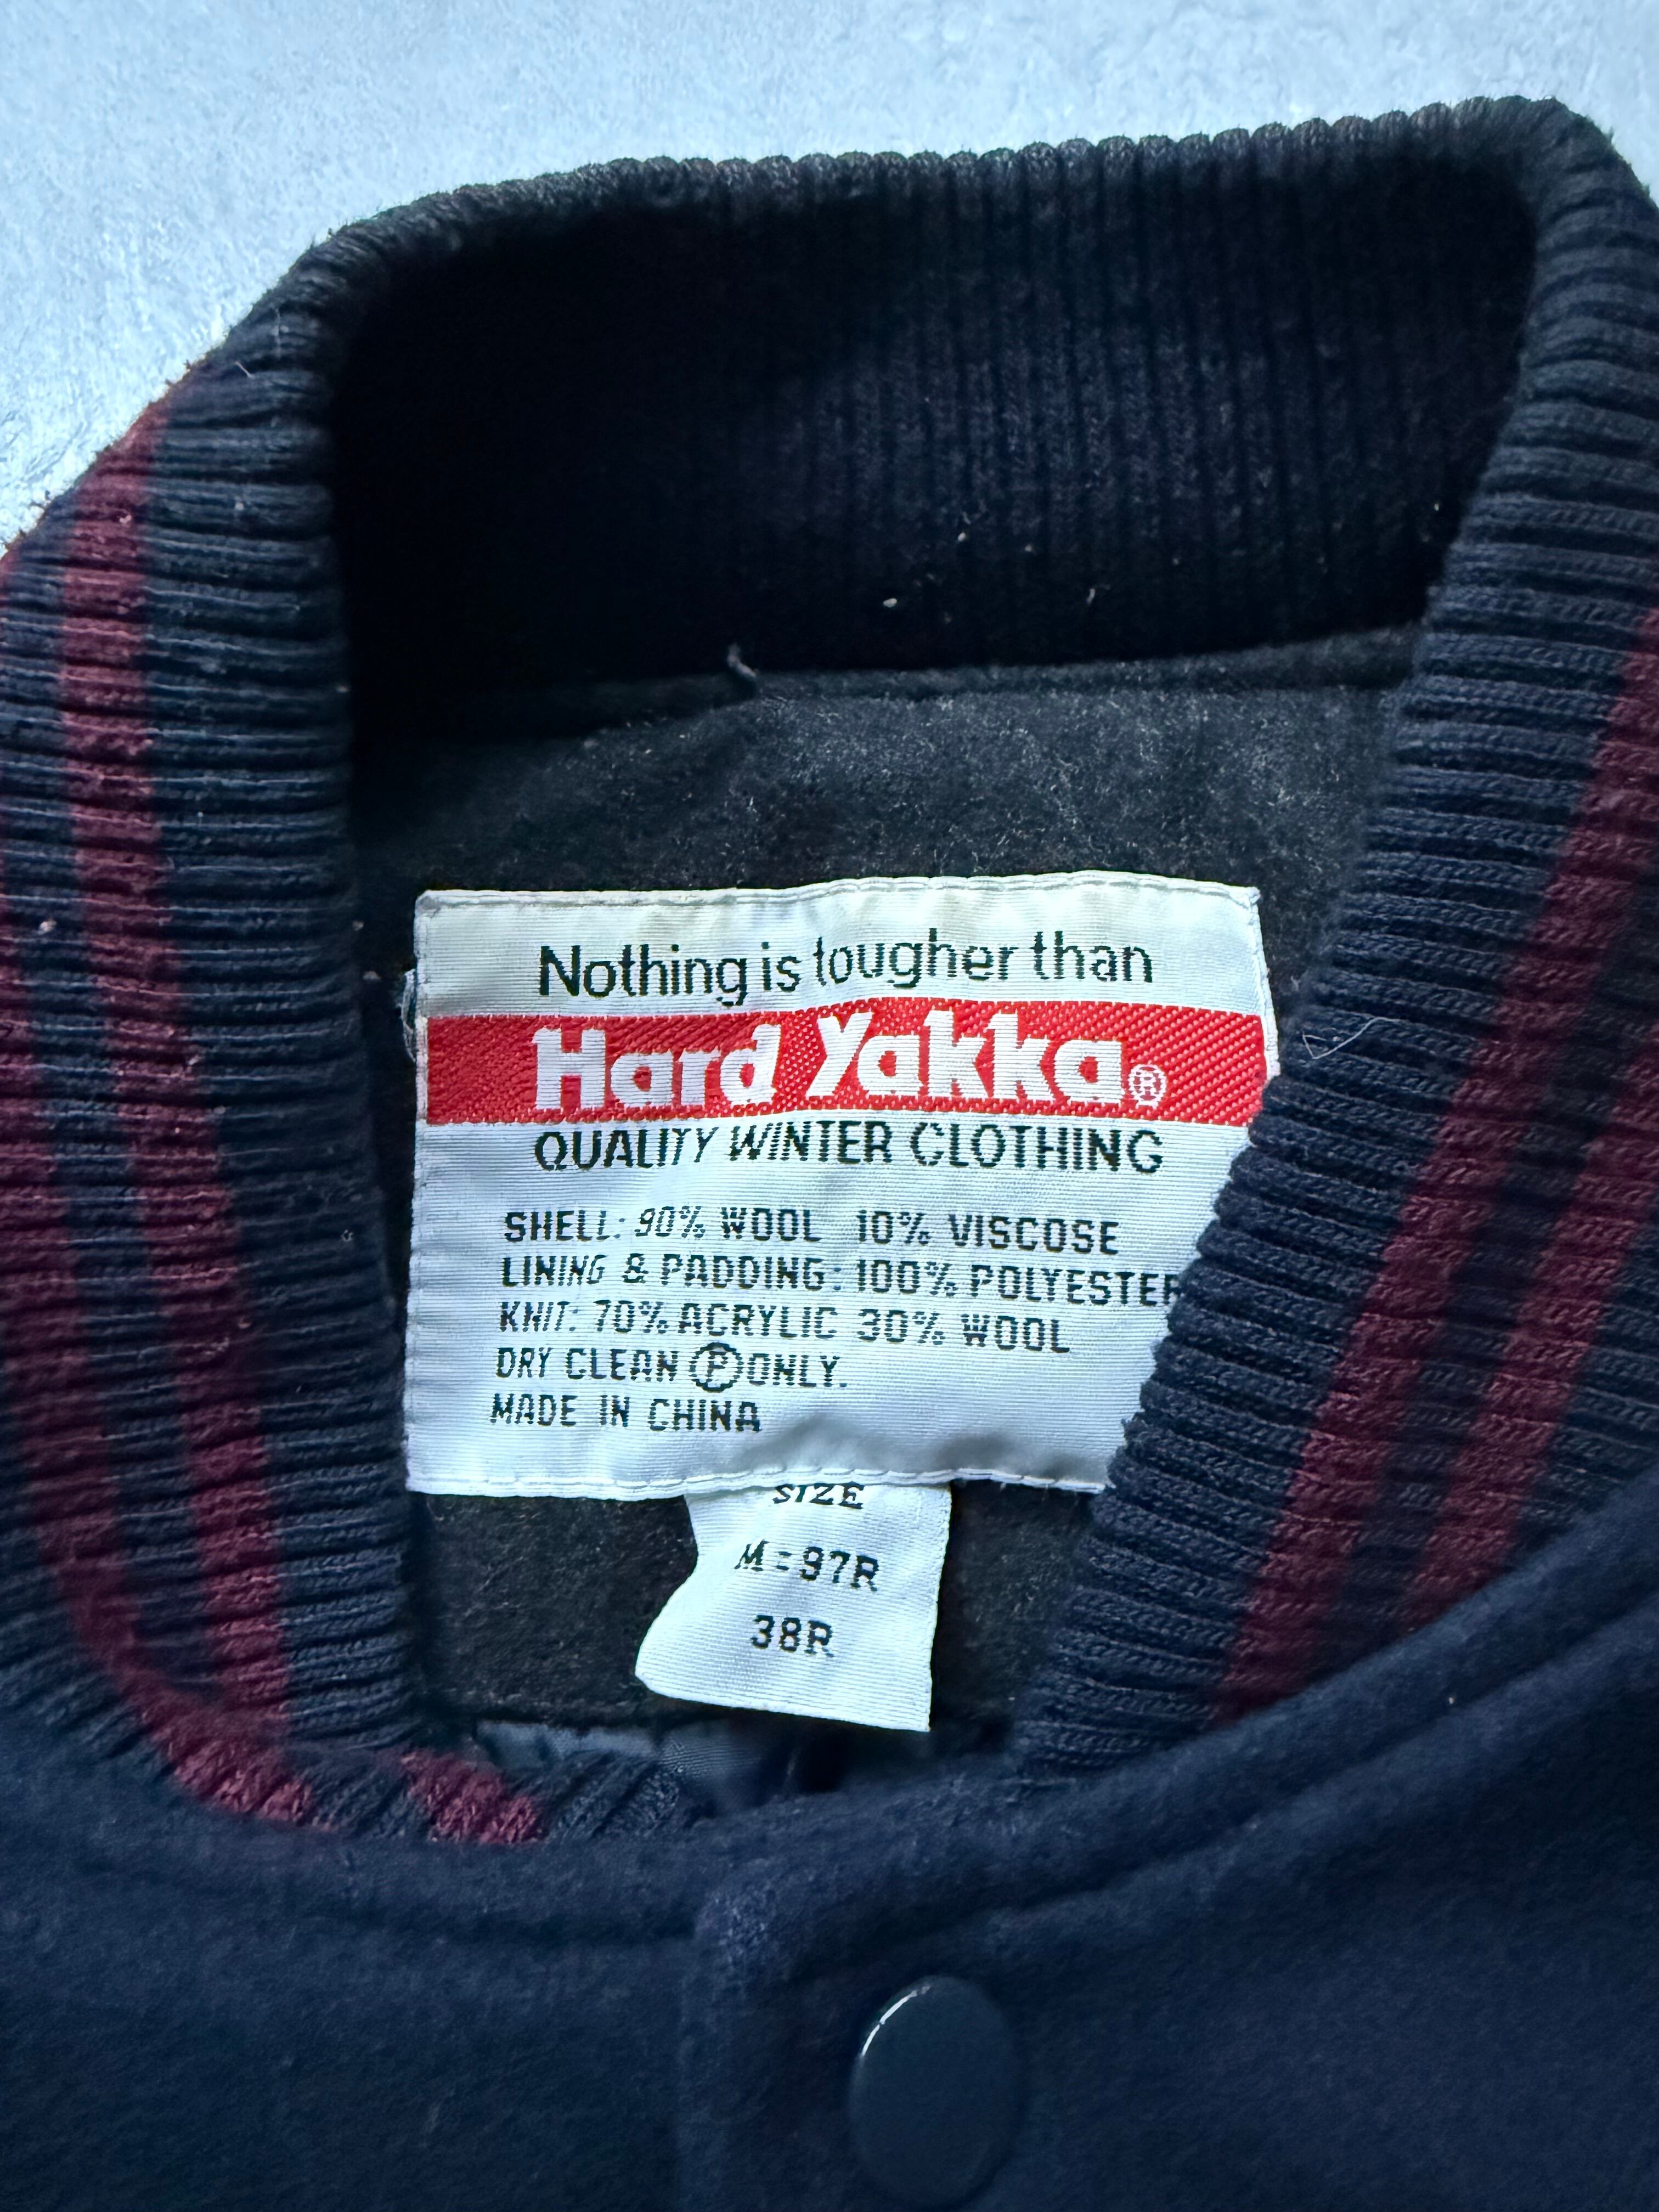 Nothing is tougher than
Hard Yakka®
QUALITY WINTER CLOTHING
SHELL: 90% WOOL 10% VISCOSE
LINING & PADDING: 100% POLYESTER
KNIT: 70% ACRYLIC 30% WOOL
DRY CLEAN Ⓟ ONLY.
MADE IN CHINA
SIZE
M=97R
38R